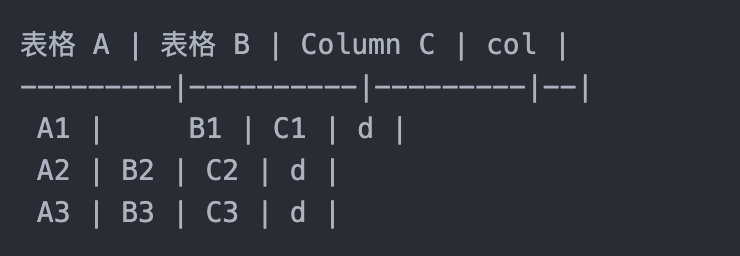 表格 A | 表格 B | Column C | col |
---------|----------|---------|--|
 A1 |     B1 | C1 | d |
 A2 | B2 | C2 | d |
 A3 | B3 | C3 | d |